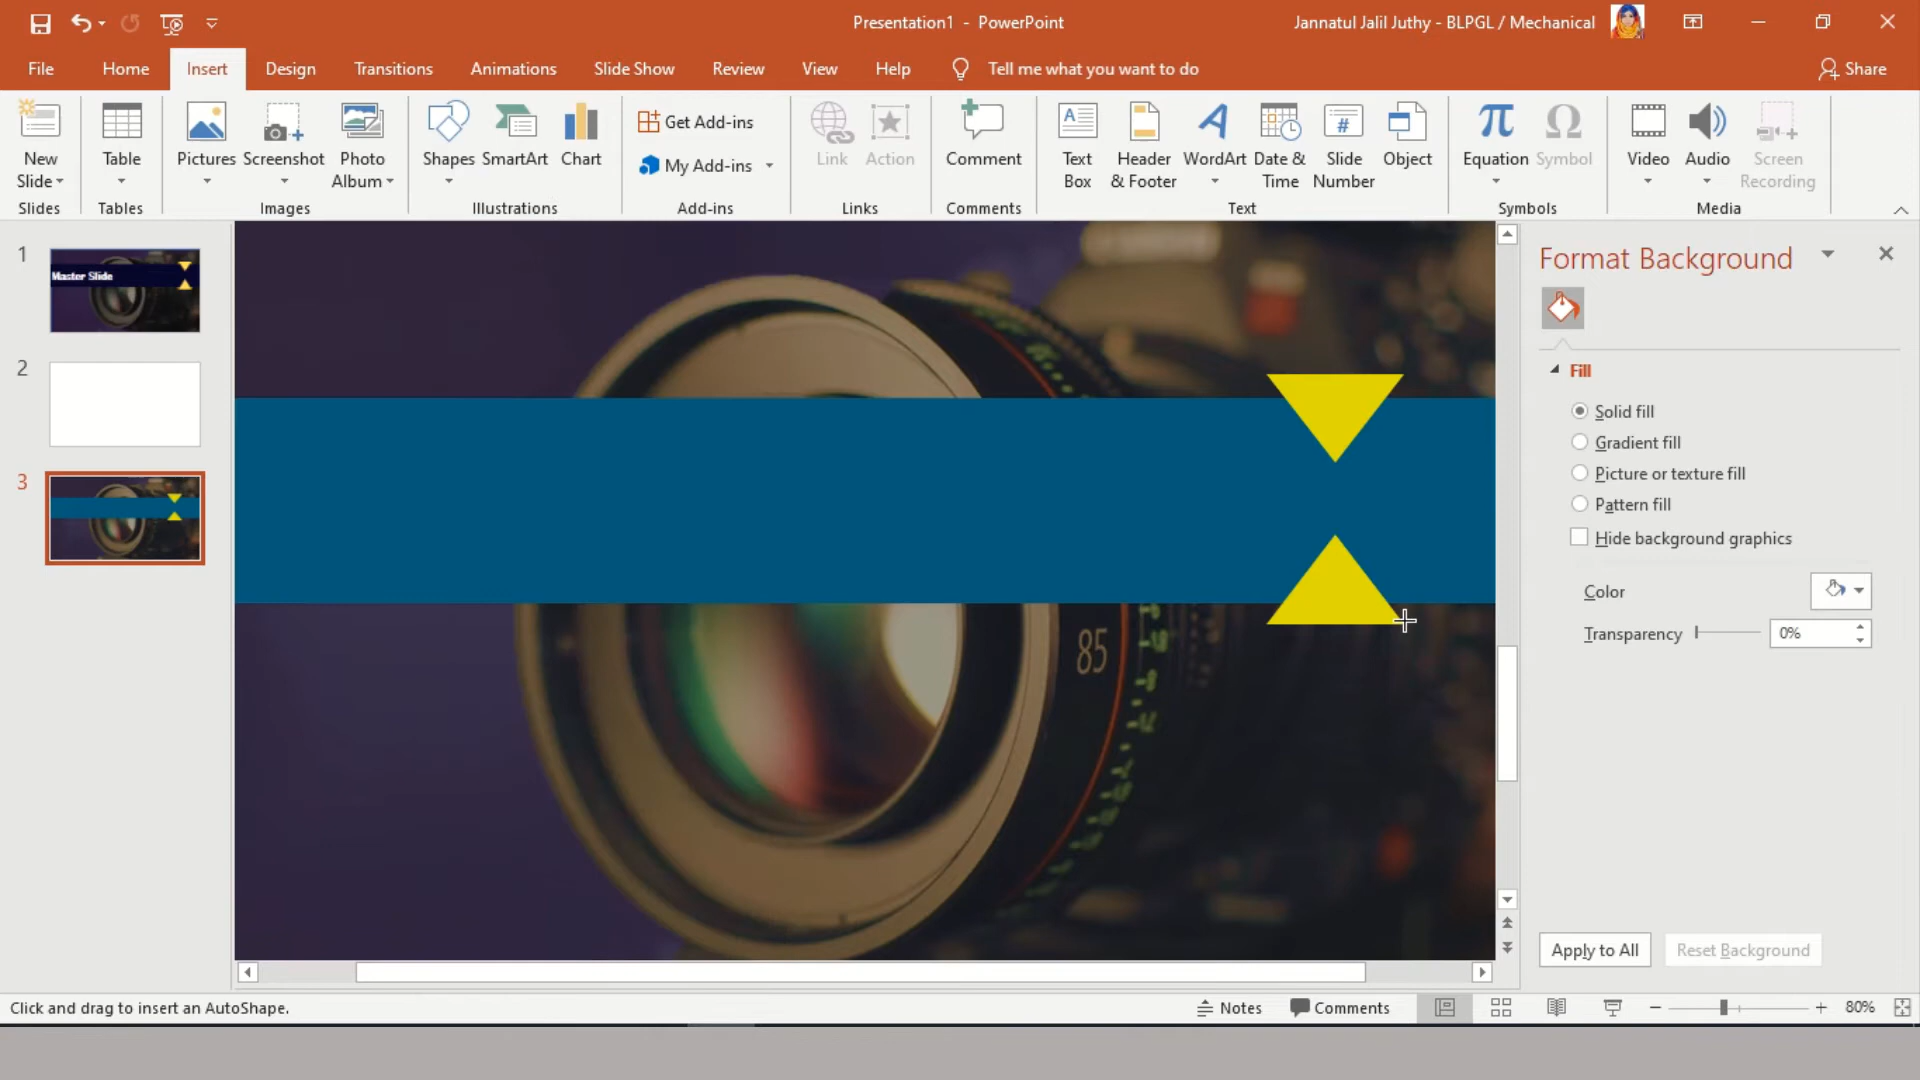 Presentation1 - PowerPoint
Jannatul Jalil Juthy - BLPGL / Mechanical
File Home Insert Design Transitions Animations Slide Show Review View Help Tell me what you want to do Share
New Slide
Table
Pictures
Screenshot
Photo Album
Shapes
SmartArt
Chart
Get Add-ins
My Add-ins
Link
Action
Comment
Text Box
Header & Footer
WordArt
Date & Time
Slide Number
Object
Equation
Symbol
Video
Audio
Screen Recording
Slides Tables Images Illustrations Add-ins Links Comments Text Symbols Media
1
Master Slide
2
3
85
Format Background
Fill
Solid fill
Gradient fill
Picture or texture fill
Pattern fill
Hide background graphics
Color
Transparency 0%
Apply to All Reset Background
Click and drag to insert an AutoShape.
Notes Comments 80%